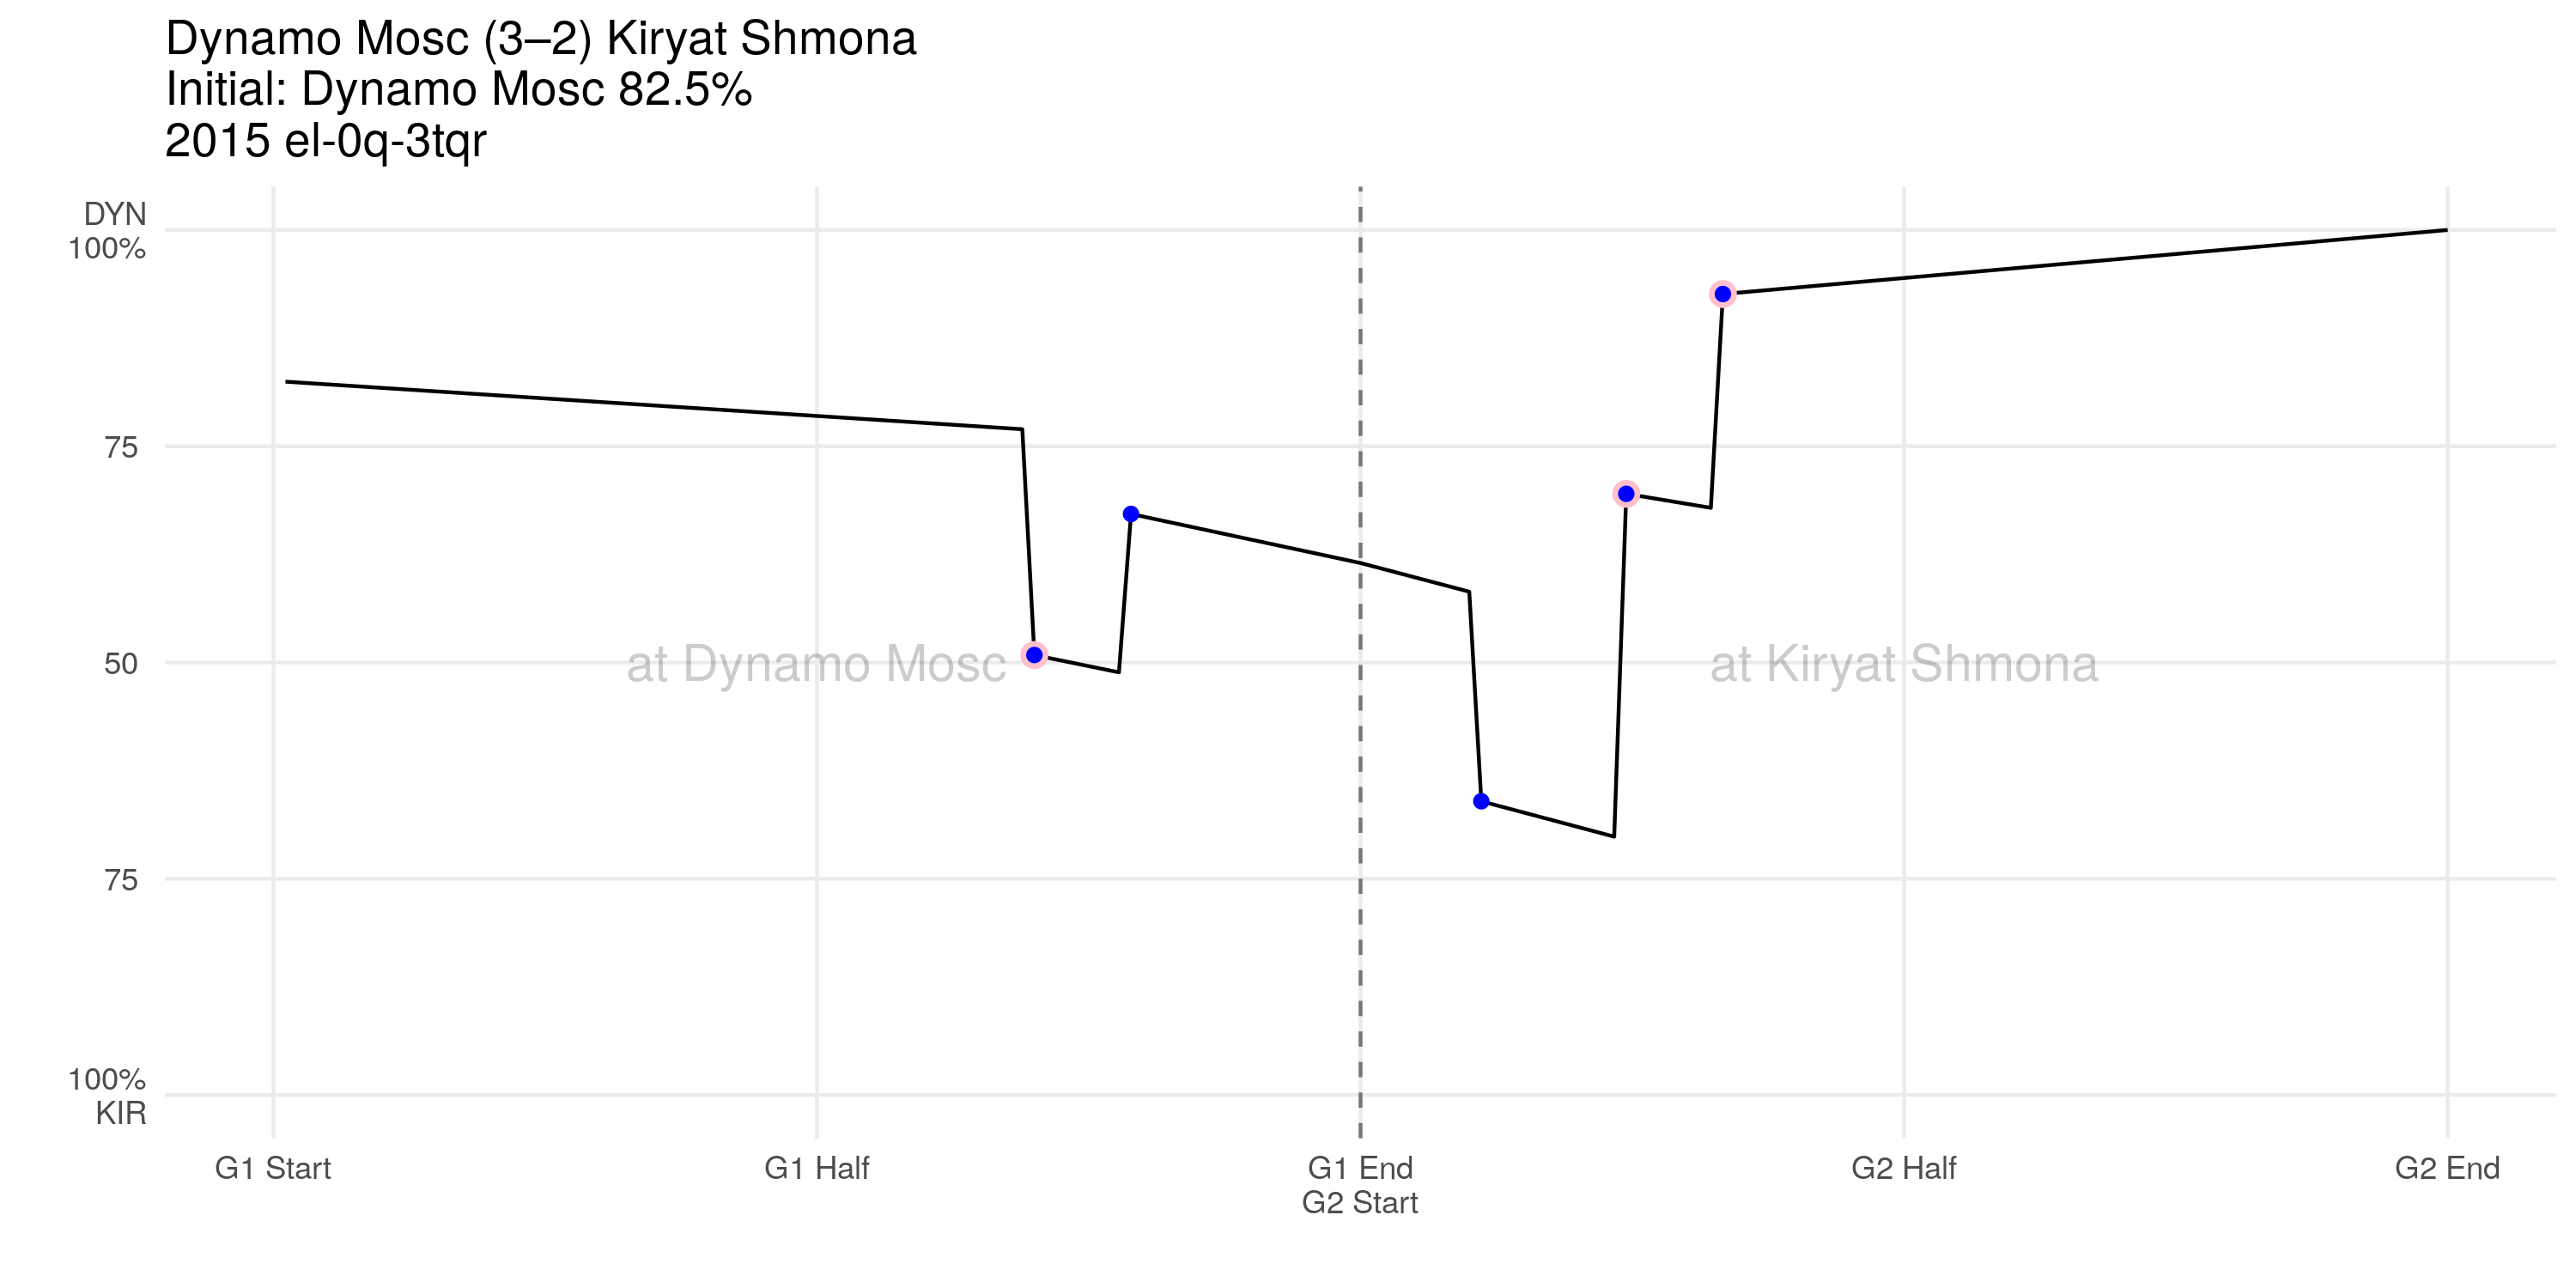 Dynamo Mosc (3–2) Kiryat Shmona
Initial: Dynamo Mosc 82.5%
2015 el-0q-3tqr
DYN
100%
75
50
75
100%
KIR
at Dynamo Mosc
at Kiryat Shmona
G1 Start
G1 Half
G1 End
G2 Start
G2 Half
G2 End